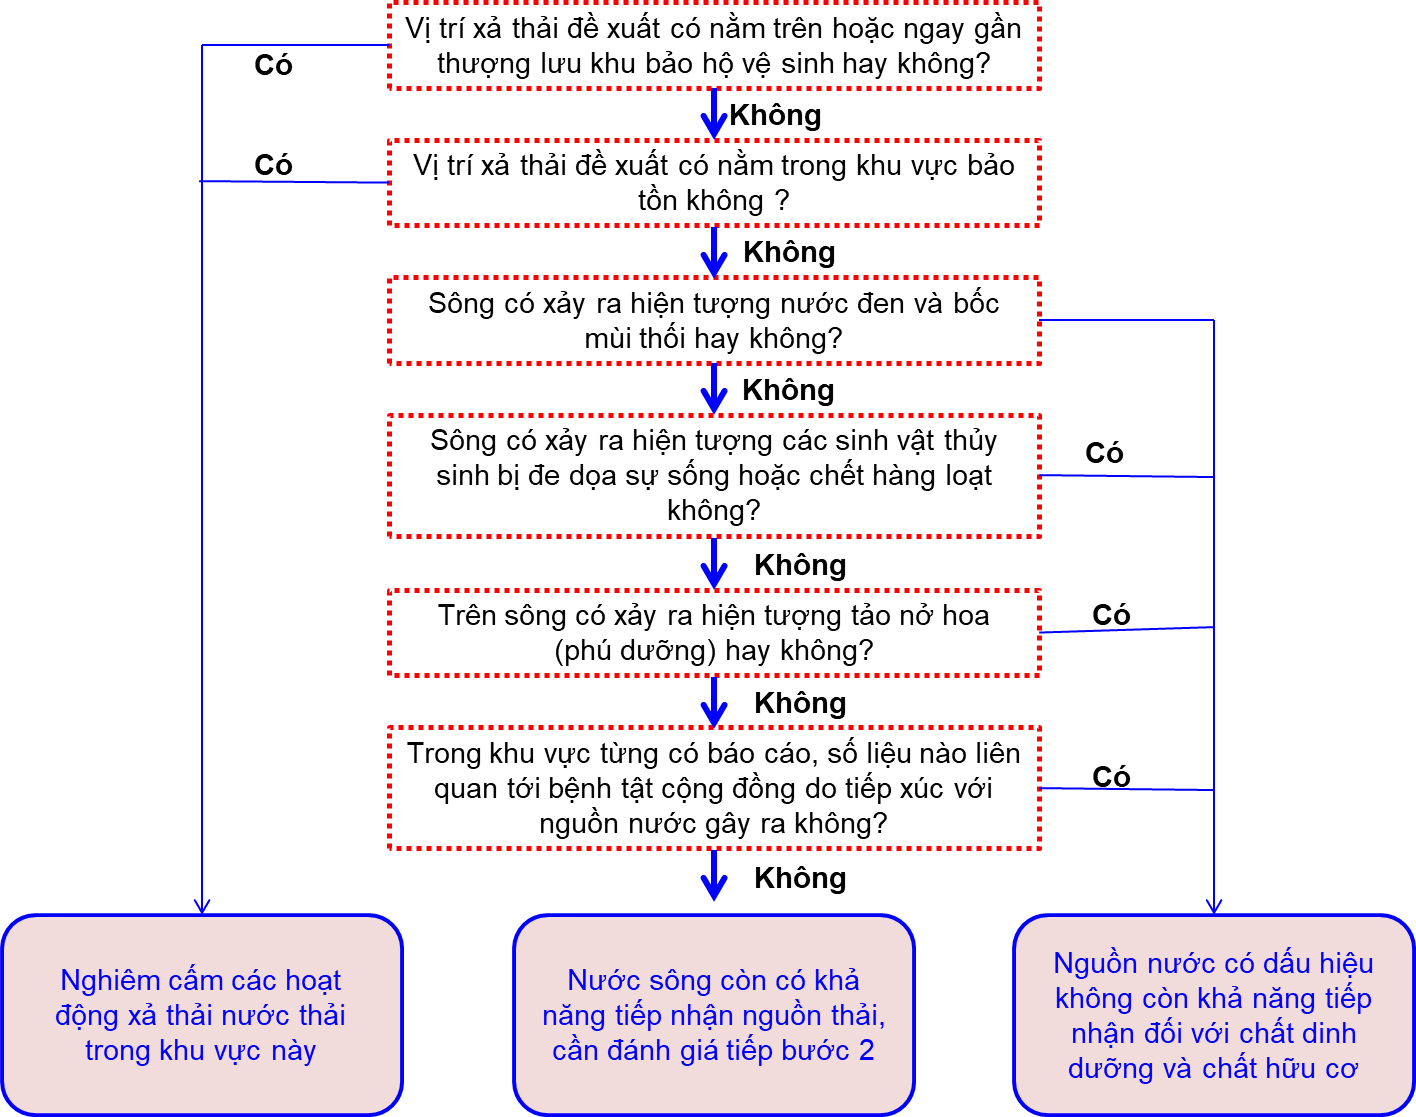 Vị trí xả thải đề xuất có nằm trên hoặc ngay gần
thượng lưu khu bảo hộ vệ sinh hay không?
Có
Không
Vị trí xả thải đề xuất có nằm trong khu vực bảo
tồn không ?
Có
Không
Sông có xảy ra hiện tượng nước đen và bốc
mùi thối hay không?
Không
Sông có xảy ra hiện tượng các sinh vật thủy
sinh bị đe dọa sự sống hoặc chết hàng loạt
không?
Có
Không
Trên sông có xảy ra hiện tượng tảo nở hoa
(phú dưỡng) hay không?
Có
Không
Trong khu vực từng có báo cáo, số liệu nào liên
quan tới bệnh tật cộng đồng do tiếp xúc với
nguồn nước gây ra không?
Có
Không
Nghiêm cấm các hoạt
động xả thải nước thải
trong khu vực này
Nước sông còn có khả
năng tiếp nhận nguồn thải,
cần đánh giá tiếp bước 2
Nguồn nước có dấu hiệu
không còn khả năng tiếp
nhận đối với chất dinh
dưỡng và chất hữu cơ